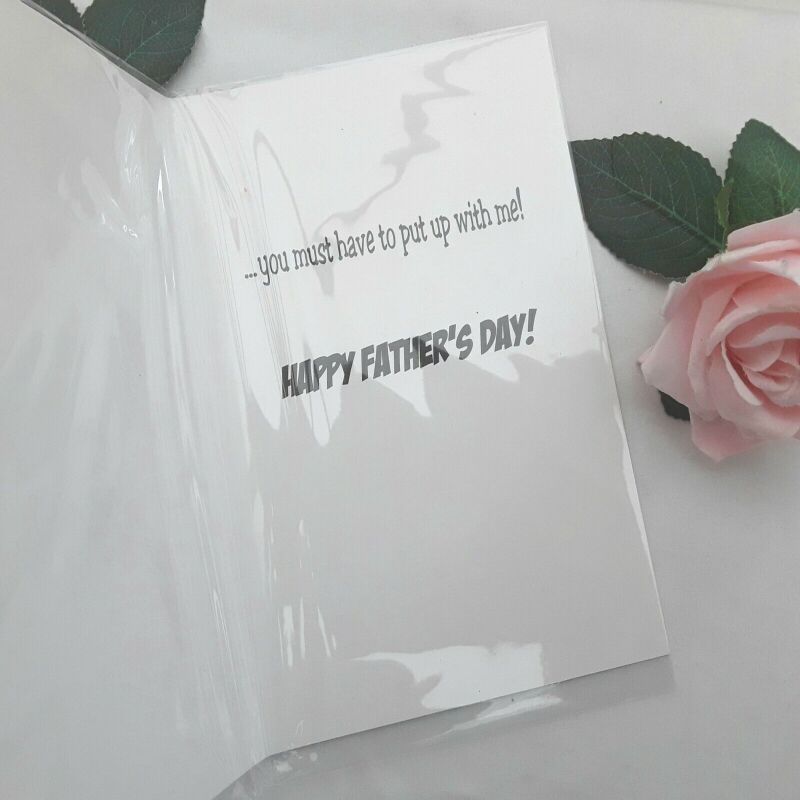 ...you must have to put up with me!
HAPPY FATHER'S DAY!